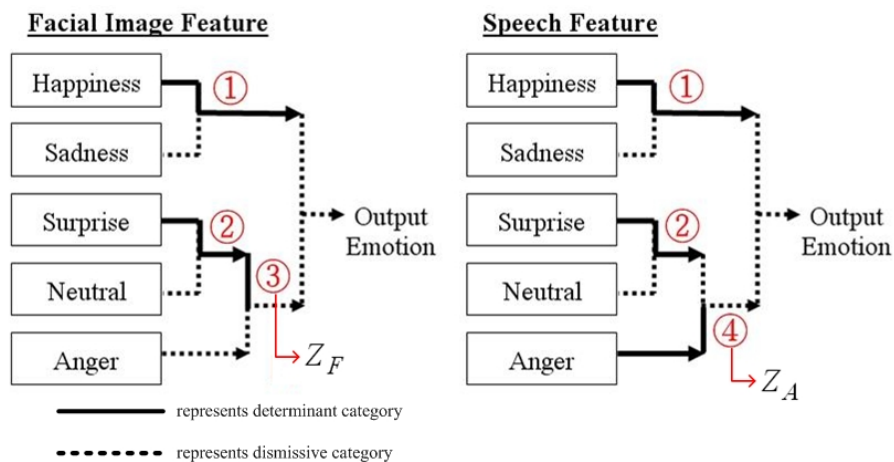 Facial Image Feature
Happiness
①
Sadness
Surprise
②
Neutral
③
Anger
Z_F
Output
Emotion
Speech Feature
Happiness
①
Sadness
Surprise
②
Neutral
④
Anger
Z_A
Output
Emotion
represents determinant category
represents dismissive category